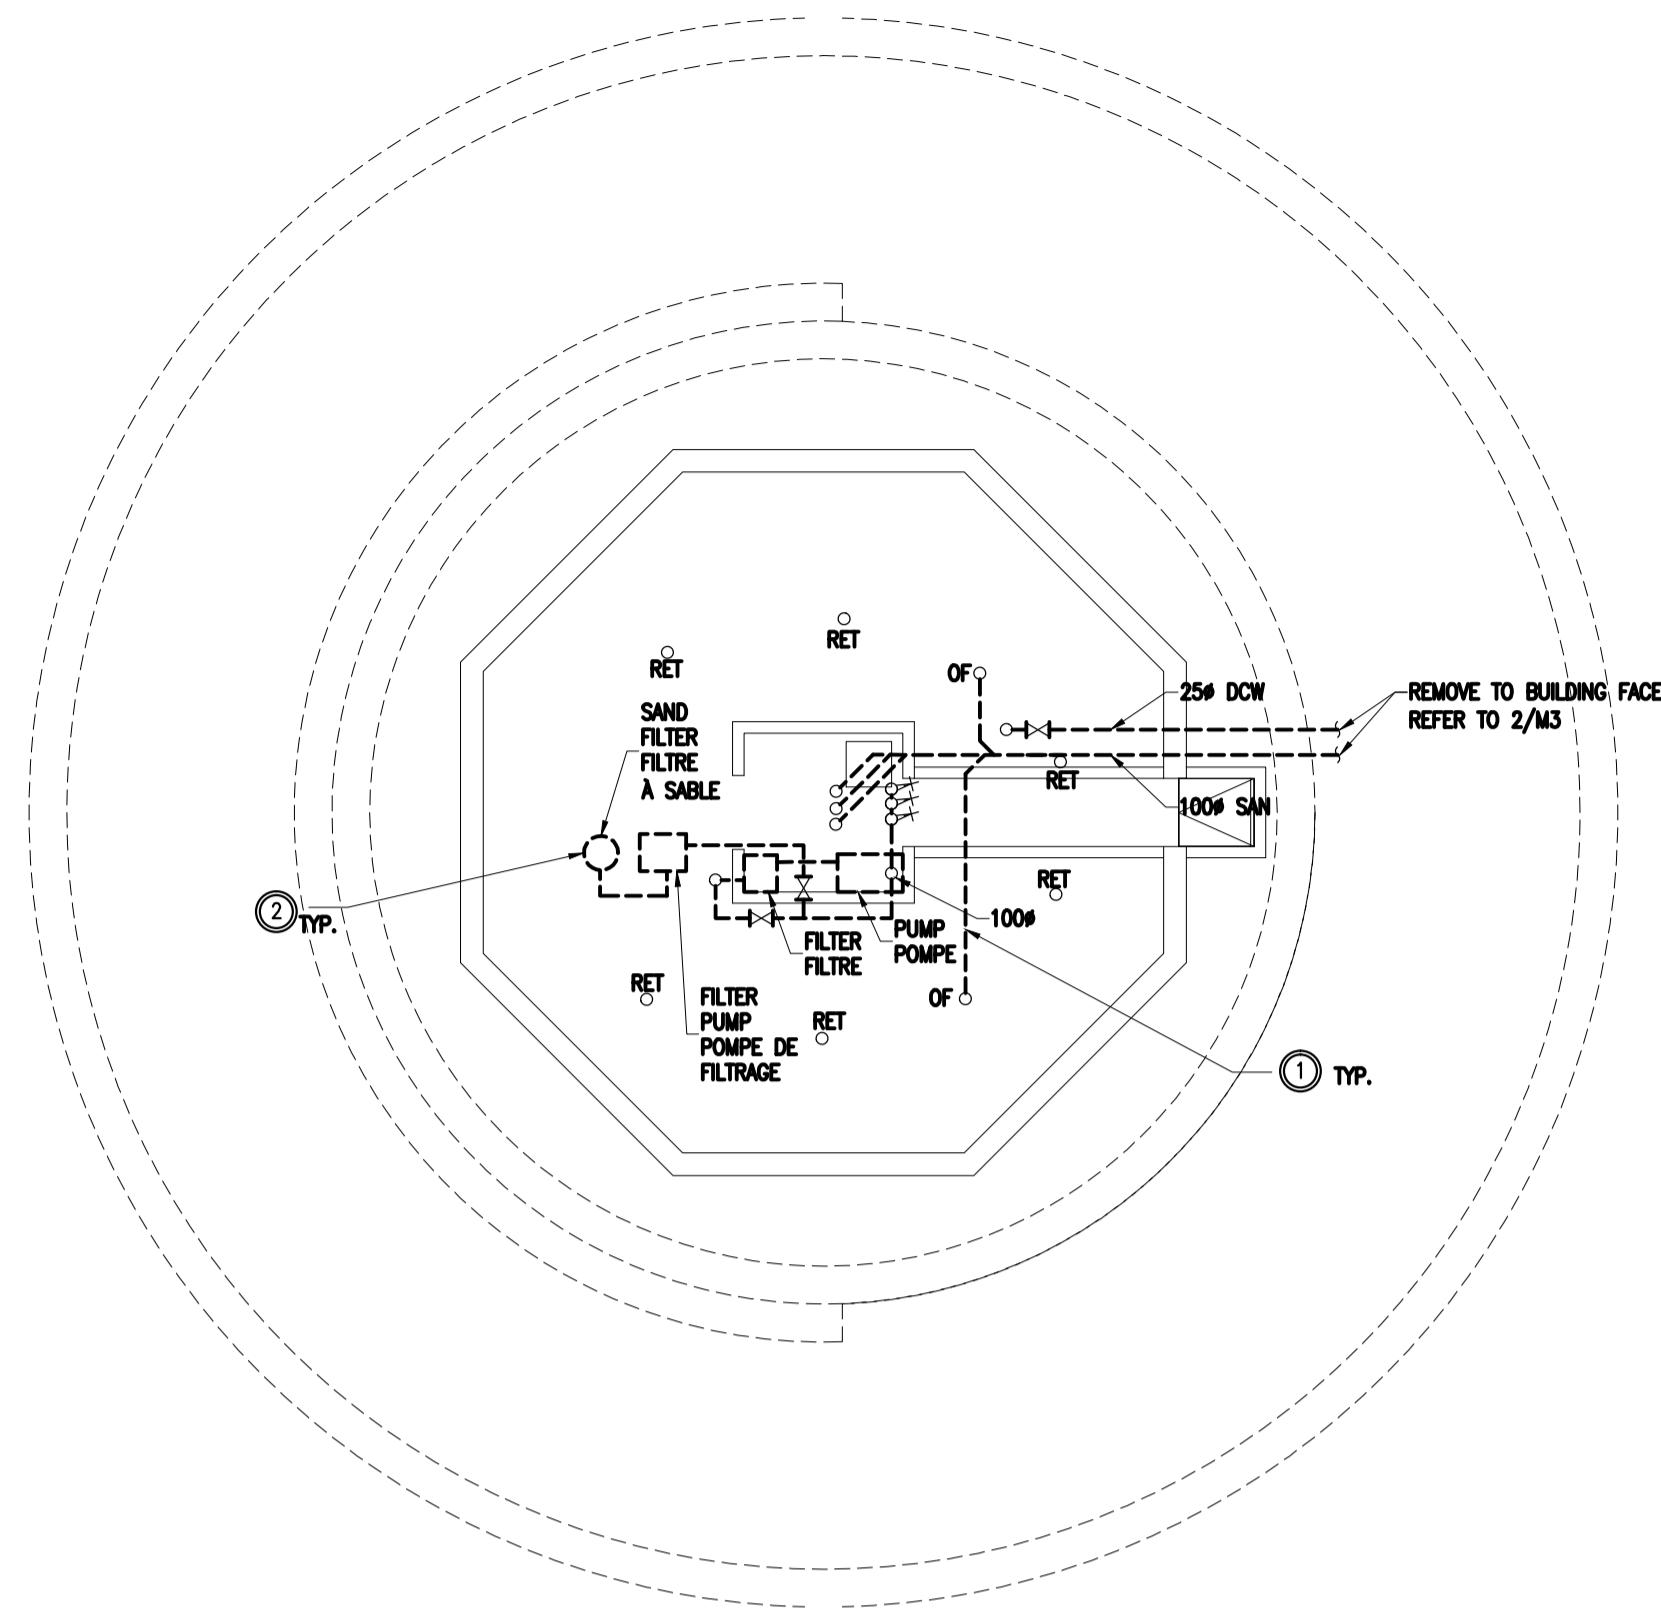 RET
RET
OF
25ø DCW
REMOVE TO BUILDING FACE
REFER TO 2/M3
SAND
FILTER
FILTRE
À SABLE
RET
100ø SAN
RET
2
TYP.
100ø
PUMP
POMPE
FILTER
FILTRE
RET
FILTER
PUMP
POMPE DE
FILTRAGE
RET
OF
1
TYP.